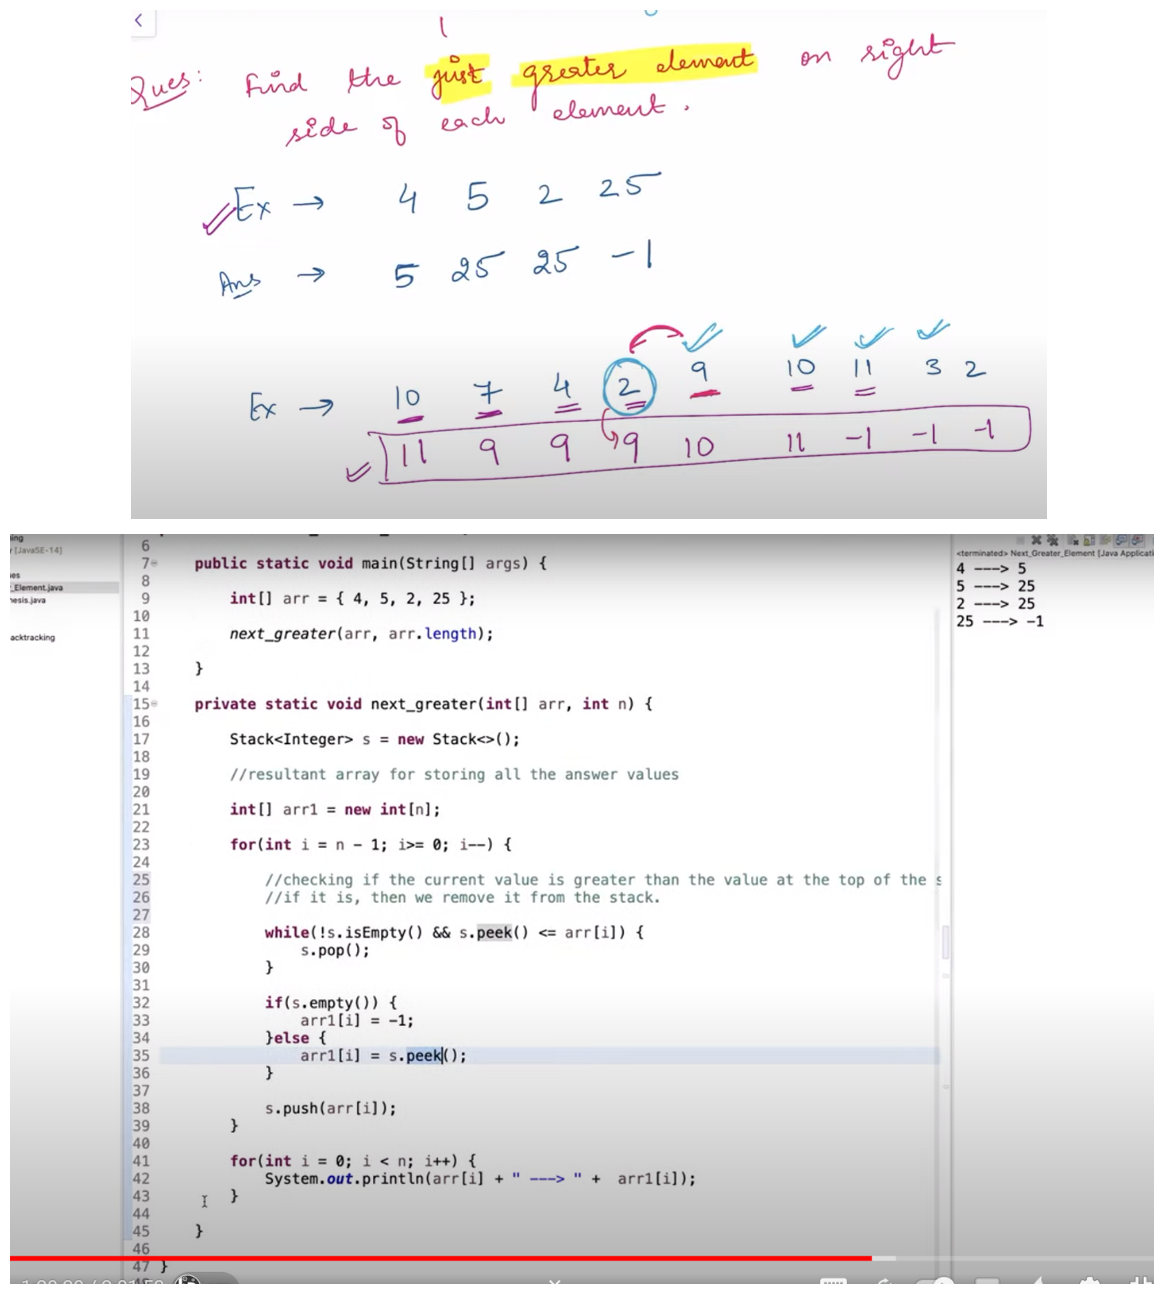 Ques: Find the just greater element on right
side of each element.
Ex → 4 5 2 25
Ans → 5 25 25 -1
Ex → 10 7 4 2 9 10 11 3 2
11 9 9 9 10 11 -1 -1 -1
ing
r [JavaSE-14]
es
_Element.java
nesis.java
acktracking
6
7 public static void main(String[] args) {
8
9 int[] arr = { 4, 5, 2, 25 };
10
11 next_greater(arr, arr.length);
12
13 }
14
15 private static void next_greater(int[] arr, int n) {
16
17 Stack<Integer> s = new Stack<>();
18
19 //resultant array for storing all the answer values
20
21 int[] arr1 = new int[n];
22
23 for(int i = n - 1; i>= 0; i--) {
24
25 //checking if the current value is greater than the value at the top of the s
26 //if it is, then we remove it from the stack.
27
28 while(!s.isEmpty() && s.peek() <= arr[i]) {
29 s.pop();
30 }
31
32 if(s.empty()) {
33 arr1[i] = -1;
34 }else {
35 arr1[i] = s.peek();
36 }
37
38 s.push(arr[i]);
39 }
40
41 for(int i = 0; i < n; i++) {
42 System.out.println(arr[i] + " ---> " + arr1[i]);
43 }
44
45 }
46
47 }
<terminated> Next_Greater_Element [Java Applicati
4 ---> 5
5 ---> 25
2 ---> 25
25 ---> -1